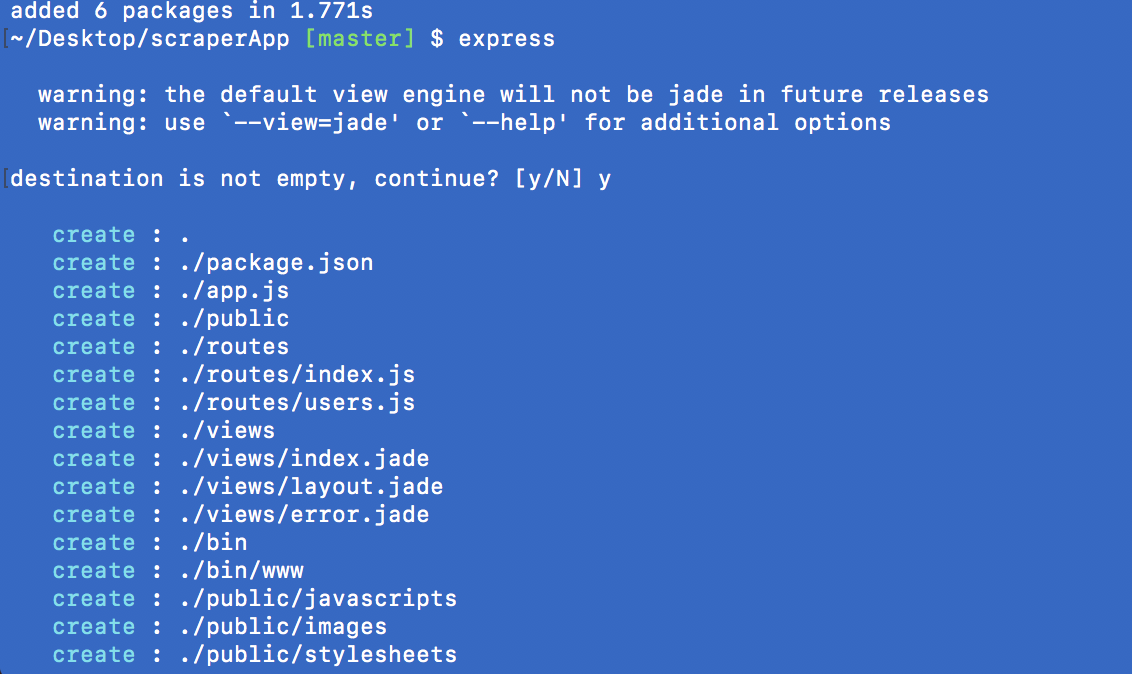 added 6 packages in 1.771s
[~/Desktop/scraperApp [master] $ express
warning: the default view engine will not be jade in future releases
warning: use `--view=jade' or `--help' for additional options
[destination is not empty, continue? [y/N] y
create : .
create : ./package.json
create : ./app.js
create : ./public
create : ./routes
create : ./routes/index.js
create : ./routes/users.js
create : ./views
create : ./views/index.jade
create : ./views/layout.jade
create : ./views/error.jade
create : ./bin
create : ./bin/www
create : ./public/javascripts
create : ./public/images
create : ./public/stylesheets